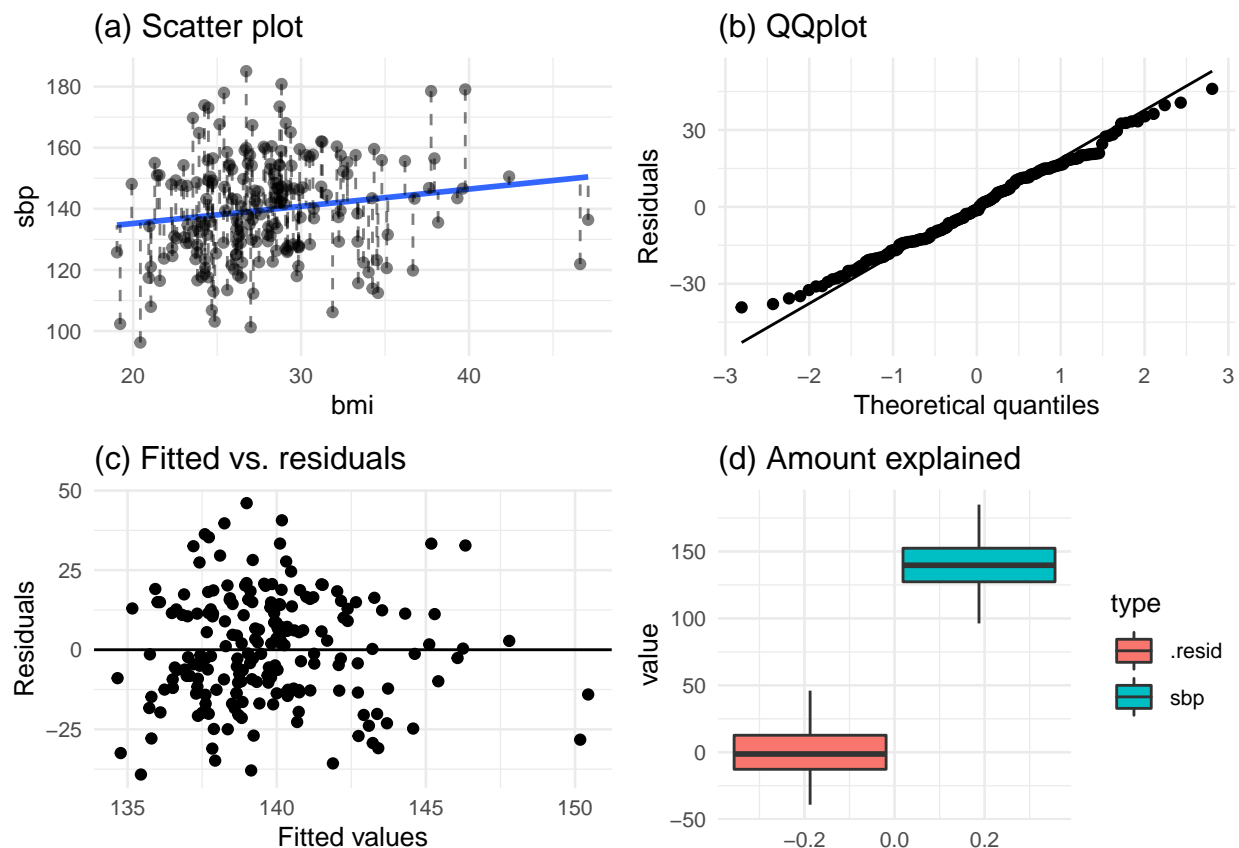 (a) Scatter plot
180
160
140
120
100
sbp
20
30
40
bmi
(b) QQplot
30
0
−30
Residuals
−3
−2
−1
0
1
2
3
Theoretical quantiles
(c) Fitted vs. residuals
50
25
0
−25
Residuals
135
140
145
150
Fitted values
(d) Amount explained
150
100
50
0
−50
value
−0.2
0.0
0.2
type
.resid
sbp